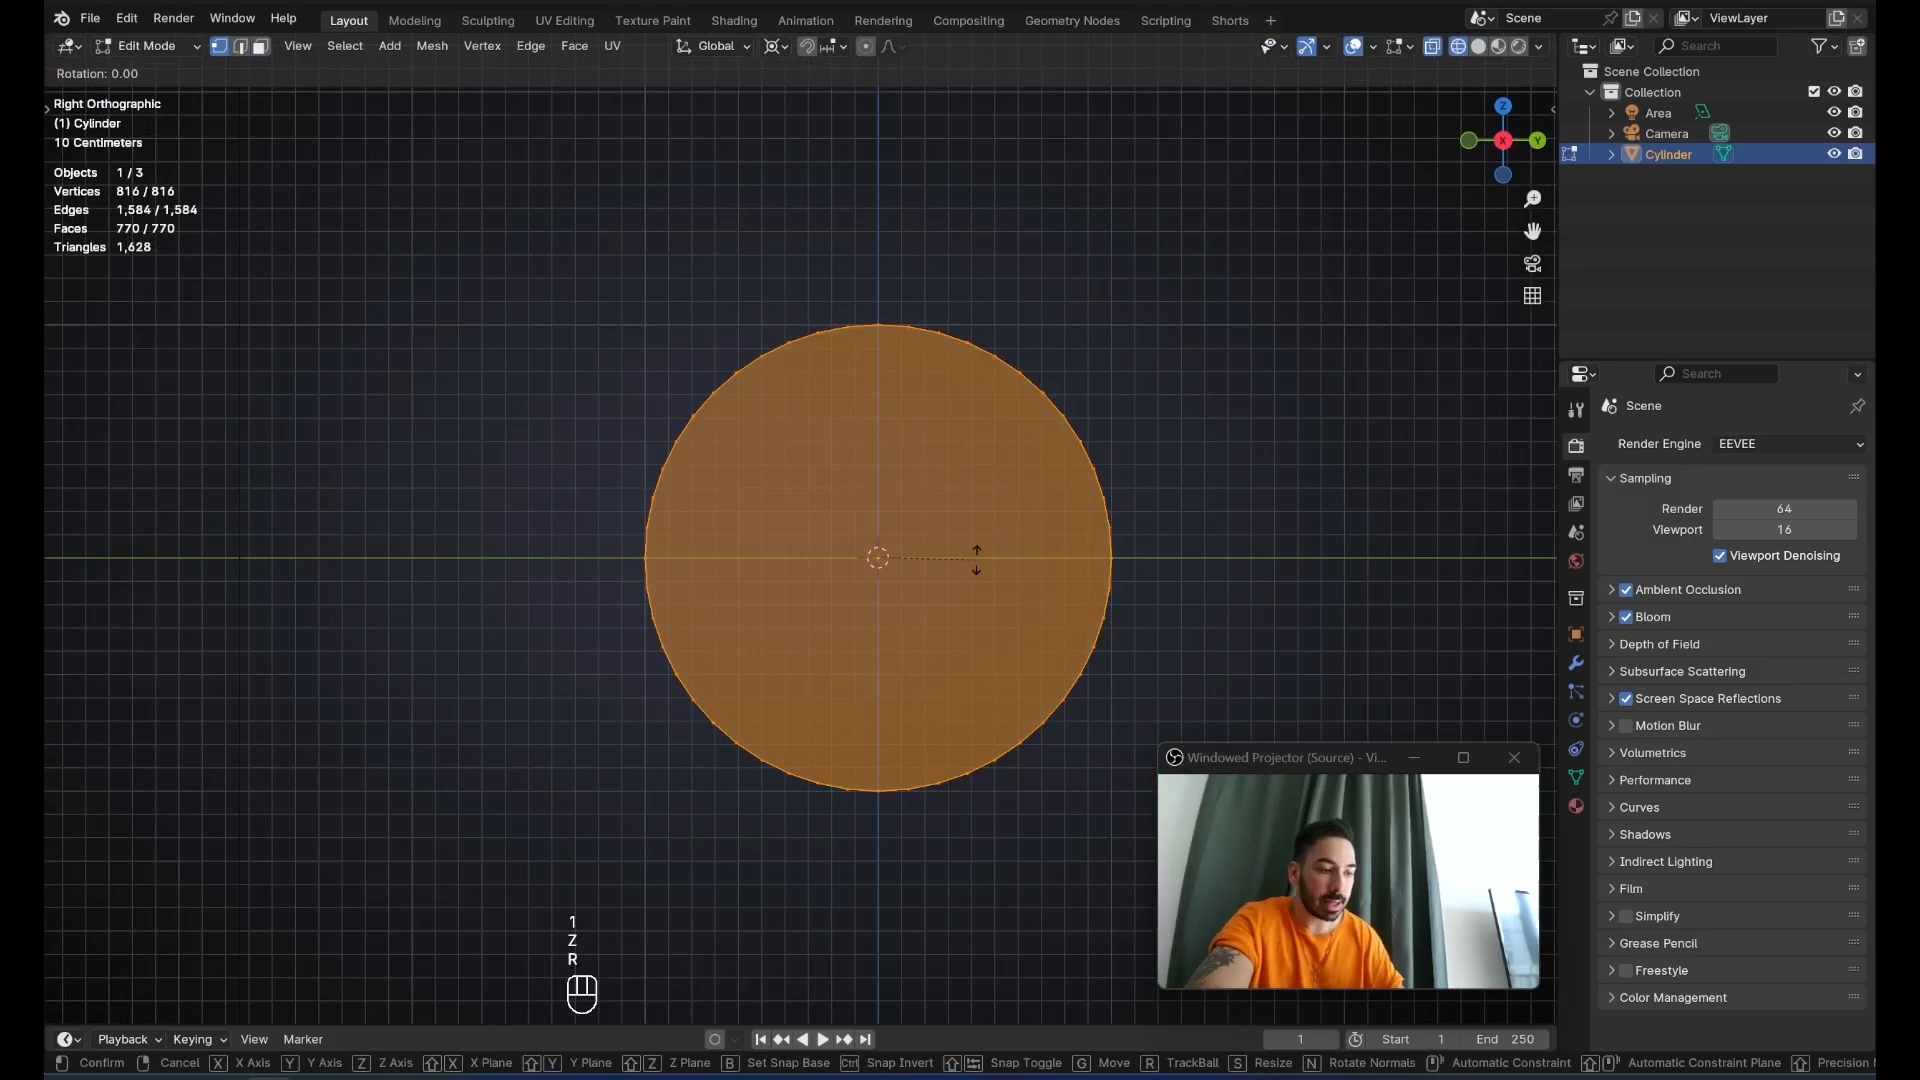 File Edit Render Window Help Layout Modeling Sculpting UV Editing Texture Paint Shading Animation Rendering Compositing Geometry Nodes Scripting Shorts + Scene ViewLayer
Edit Mode View Select Add Mesh Vertex Edge Face UV Global Search
Rotation: 0.00
Right Orthographic
(1) Cylinder
10 Centimeters
Objects 1 / 3
Vertices 816 / 816
Edges 1,584 / 1,584
Faces 770 / 770
Triangles 1,628
Z
X
Y
Scene Collection
Collection
Area
Camera
Cylinder
Search
Scene
Render Engine EEVEE
Sampling
Render 64
Viewport 16
Viewport Denoising
Ambient Occlusion
Bloom
Depth of Field
Subsurface Scattering
Screen Space Reflections
Motion Blur
Volumetrics
Performance
Curves
Shadows
Indirect Lighting
Film
Simplify
Grease Pencil
Freestyle
Color Management
Windowed Projector (Source) - Vi...
1
Z
R
Playback Keying View Marker 1 Start 1 End 250
Confirm Cancel X X Axis Y Y Axis Z Z Axis X X Plane Y Y Plane Z Z Plane B Set Snap Base Ctrl Snap Invert Snap Toggle G Move R TrackBall S Resize N Rotate Normals Automatic Constraint Automatic Constraint Plane Precision